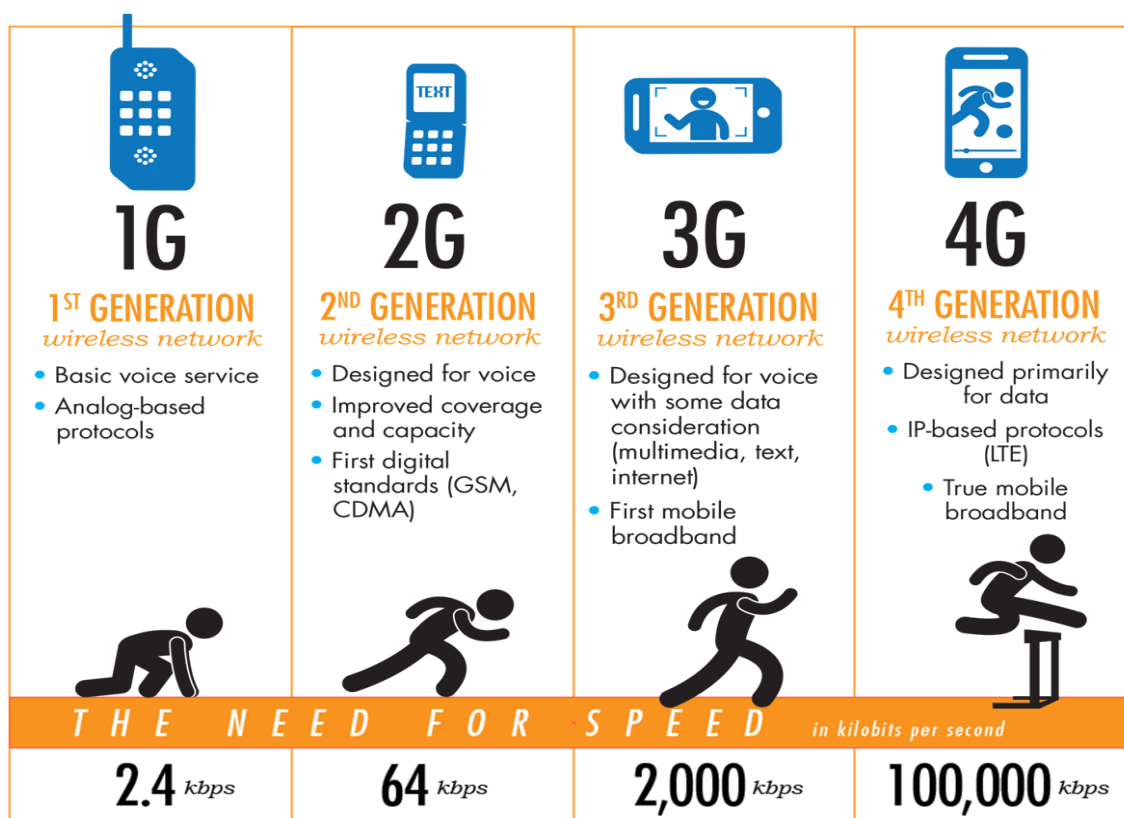 TEXT
1G
1ST GENERATION
wireless network
• Basic voice service
• Analog-based
protocols
2G
2ND GENERATION
wireless network
• Designed for voice
• Improved coverage
and capacity
• First digital
standards (GSM,
CDMA)
3G
3RD GENERATION
wireless network
• Designed for voice
with some data
consideration
(multimedia, text,
internet)
• First mobile
broadband
4G
4TH GENERATION
wireless network
• Designed primarily
for data
• IP-based protocols
(LTE)
• True mobile
broadband
THE NEED FOR SPEED in kilobits per second
2.4 kbps
64 kbps
2,000 kbps
100,000 kbps